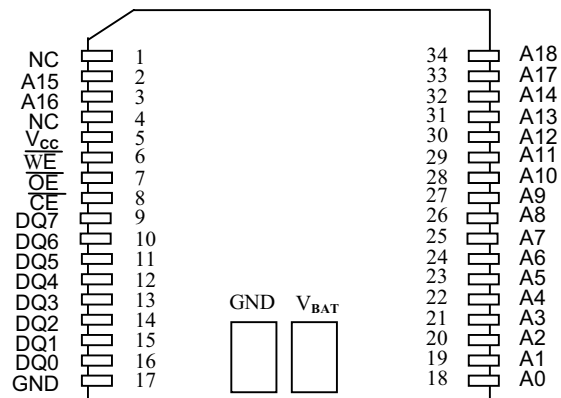 NC 1 34 A18
A15 2 33 A17
A16 3 32 A14
NC 4 31 A13
Vcc 5 30 A12
WE 6 29 A11
OE 7 28 A10
CE 8 27 A9
DQ7 9 26 A8
DQ6 10 25 A7
DQ5 11 24 A6
DQ4 12 23 A5
DQ3 13 22 A4
GND VBAT
DQ2 14 21 A3
DQ1 15 20 A2
DQ0 16 19 A1
GND 17 18 A0